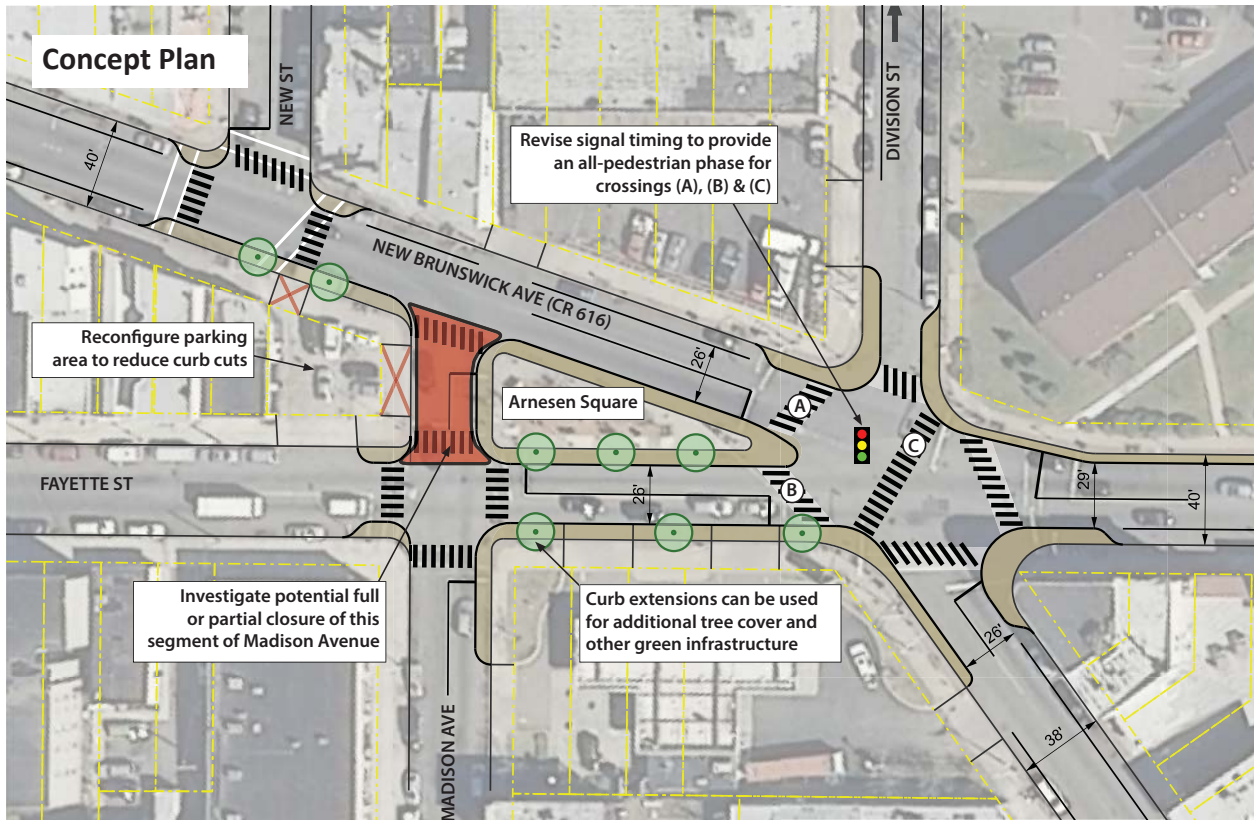 Concept Plan
NEW ST
DIVISION ST
Revise signal timing to provide
an all-pedestrian phase for
crossings (A), (B) & (C)
40'
NEW BRUNSWICK AVE (CR 616)
Reconfigure parking
area to reduce curb cuts
26'
Arnesen Square
A
C
B
FAYETTE ST
26'
29'
40'
Investigate potential full
or partial closure of this
segment of Madison Avenue
Curb extensions can be used
for additional tree cover and
other green infrastructure
26'
38'
MADISON AVE